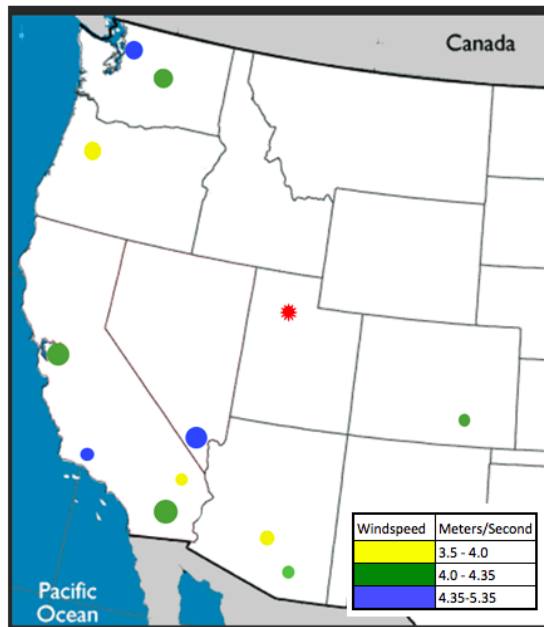 Canada
Windspeed Meters/Second
3.5 - 4.0
4.0 - 4.35
4.35-5.35
Pacific
Ocean